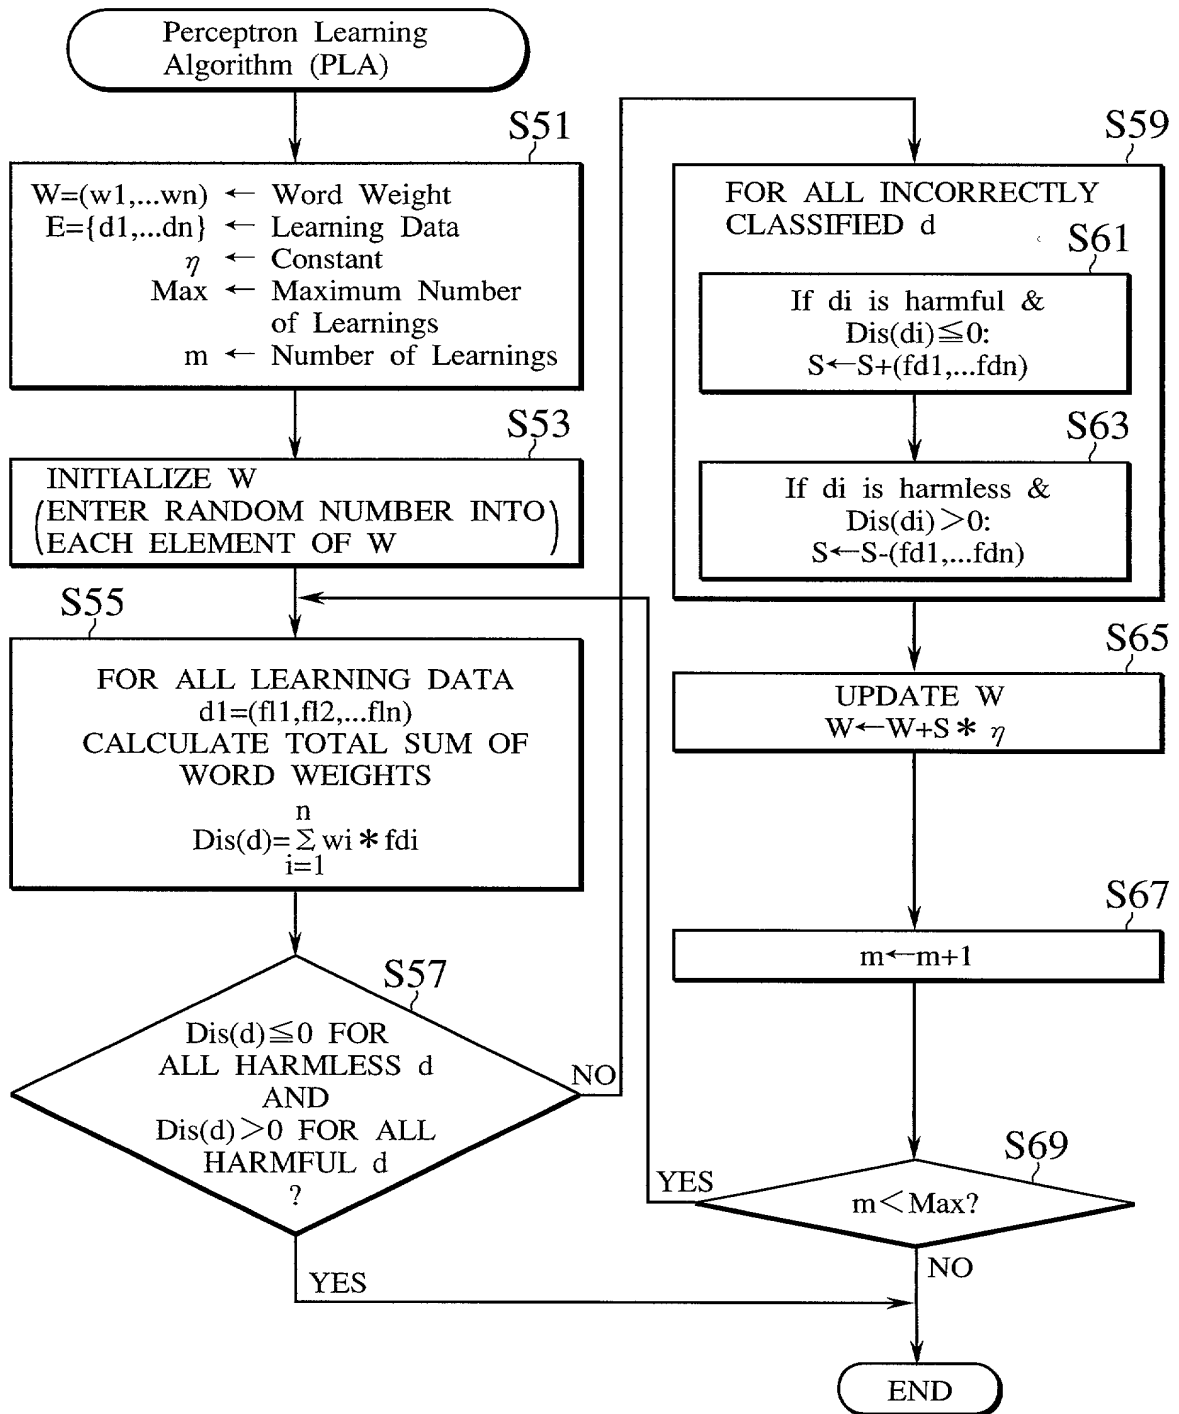 Perceptron Learning
Algorithm (PLA)
S51
W=(w1,...wn) ← Word Weight
E={d1,...dn} ← Learning Data
η ← Constant
Max ← Maximum Number
of Learnings
m ← Number of Learnings
S53
INITIALIZE W
(ENTER RANDOM NUMBER INTO
EACH ELEMENT OF W)
S55
FOR ALL LEARNING DATA
d1=(fl1,fl2,...fln)
CALCULATE TOTAL SUM OF
WORD WEIGHTS
n
Dis(d)=Σ wi * fdi
i=1
S57
Dis(d)≦0 FOR
ALL HARMLESS d
AND
Dis(d)>0 FOR ALL
HARMFUL d
?
NO
YES
S59
FOR ALL INCORRECTLY
CLASSIFIED d
S61
If di is harmful &
Dis(di)≦0:
S←S+(fd1,...fdn)
S63
If di is harmless &
Dis(di)>0:
S←S-(fd1,...fdn)
S65
UPDATE W
W←W+S * η
S67
m←m+1
S69
m<Max?
YES
NO
END